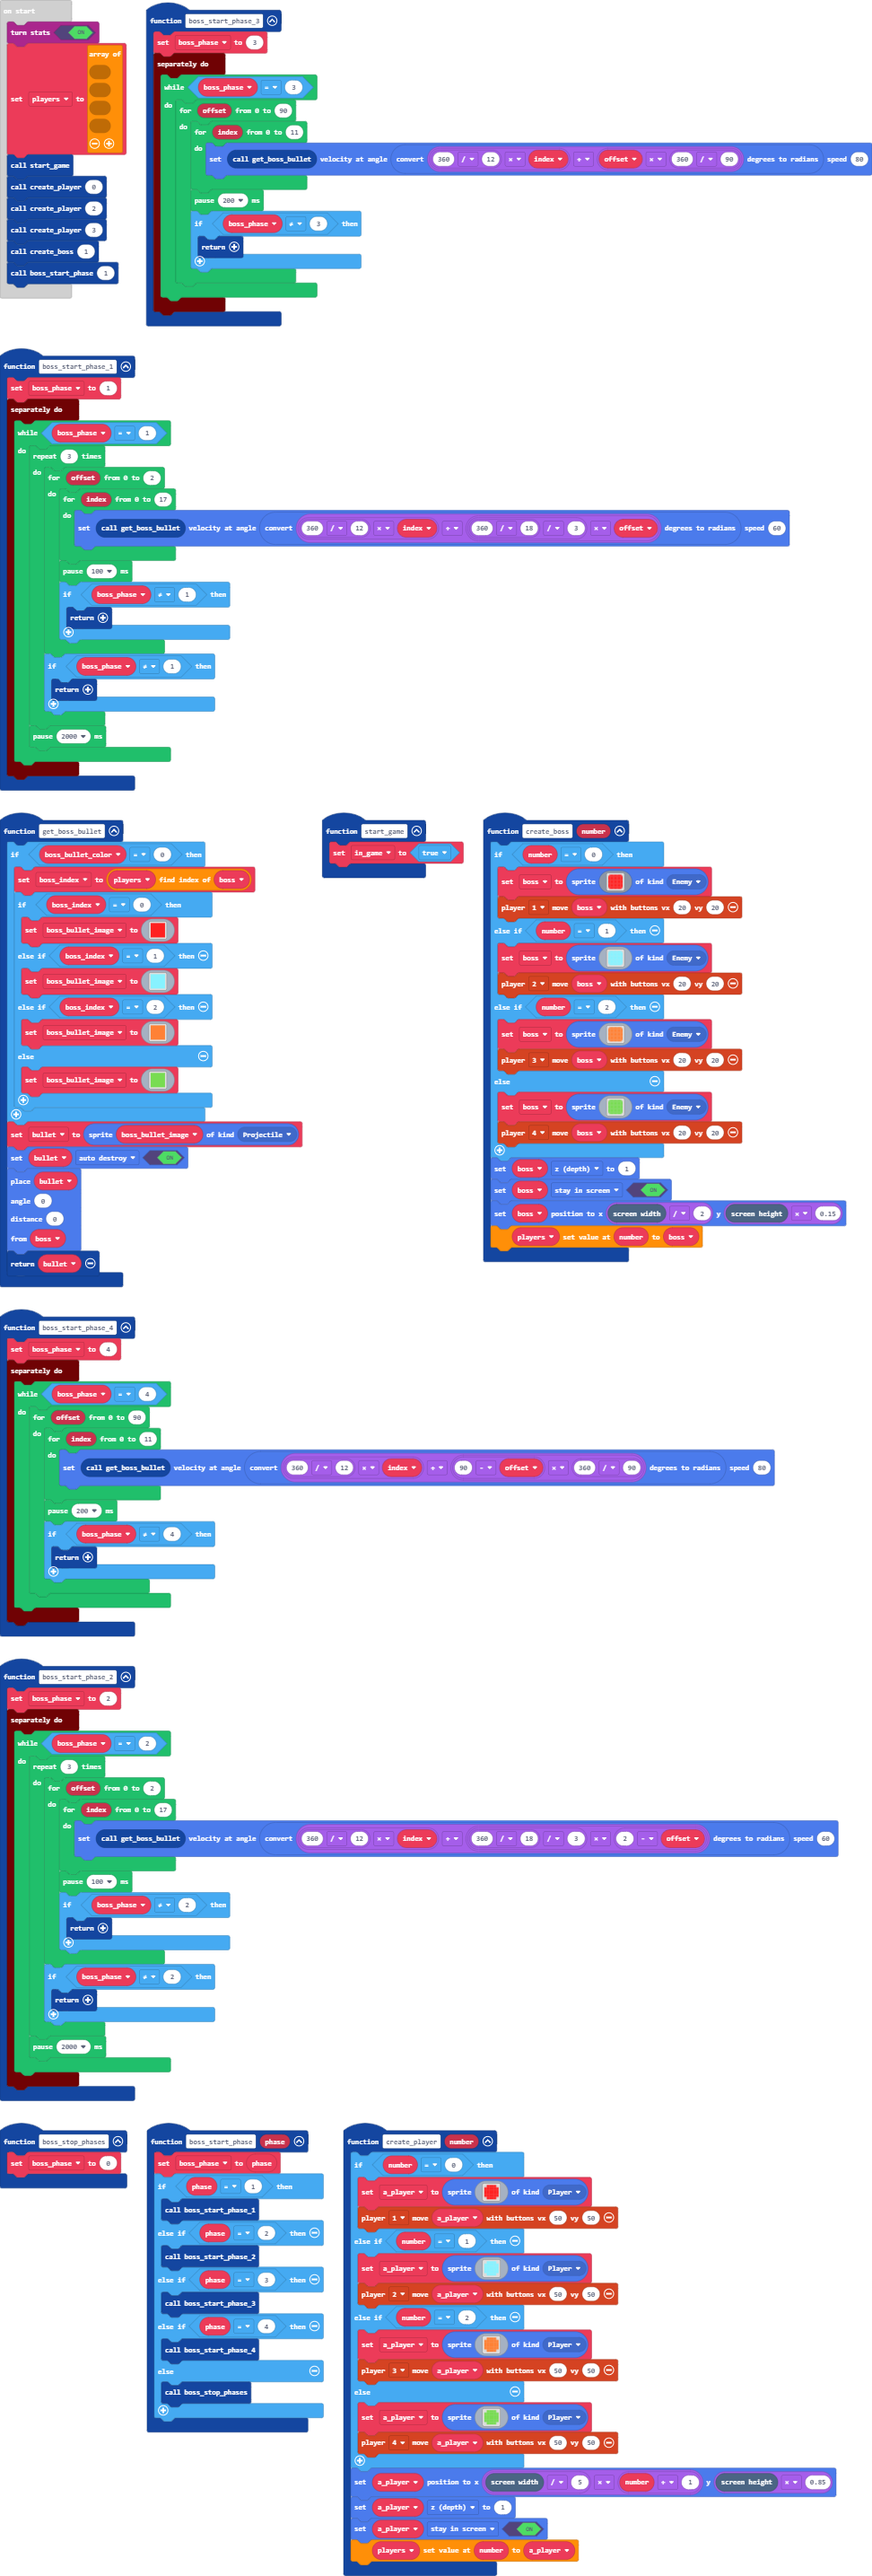 on start
turn stats ON
array of
set players to
call start_game
call create_player 0
call create_player 2
call create_player 3
call create_boss 1
call boss_start_phase 1
function boss_start_phase_3
set boss_phase to 3
separately do
while boss_phase = 3
do for offset from 0 to 90
do for index from 0 to 11
do set call get_boss_bullet velocity at angle convert 360 / 12 × index + offset × 360 / 90 degrees to radians speed 80
pause 200 ms
if boss_phase ≠ 3 then
return
function boss_start_phase_1
set boss_phase to 1
separately do
while boss_phase = 1
do repeat 3 times
do for offset from 0 to 2
do for index from 0 to 17
do set call get_boss_bullet velocity at angle convert 360 / 12 × index + 360 / 18 / 3 × offset degrees to radians speed 60
pause 100 ms
if boss_phase ≠ 1 then
return
if boss_phase ≠ 1 then
return
pause 2000 ms
function get_boss_bullet
if boss_bullet_color = 0 then
set boss_index to players find index of boss
if boss_index = 0 then
set boss_bullet_image to
else if boss_index = 1 then
set boss_bullet_image to
else if boss_index = 2 then
set boss_bullet_image to
else
set boss_bullet_image to
set bullet to sprite boss_bullet_image of kind Projectile
set bullet auto destroy ON
place bullet
angle 0
distance 0
from boss
return bullet
function start_game
set in_game to true
function create_boss number
if number = 0 then
set boss to sprite of kind Enemy
player 1 move boss with buttons vx 20 vy 20
else if number = 1 then
set boss to sprite of kind Enemy
player 2 move boss with buttons vx 20 vy 20
else if number = 2 then
set boss to sprite of kind Enemy
player 3 move boss with buttons vx 20 vy 20
else
set boss to sprite of kind Enemy
player 4 move boss with buttons vx 20 vy 20
set boss z (depth) to 1
set boss stay in screen ON
set boss position to x screen width / 2 y screen height × 0.15
players set value at number to boss
function boss_start_phase_4
set boss_phase to 4
separately do
while boss_phase = 4
do for offset from 0 to 90
do for index from 0 to 11
do set call get_boss_bullet velocity at angle convert 360 / 12 × index + 90 - offset × 360 / 90 degrees to radians speed 80
pause 200 ms
if boss_phase ≠ 4 then
return
function boss_start_phase_2
set boss_phase to 2
separately do
while boss_phase = 2
do repeat 3 times
do for offset from 0 to 2
do for index from 0 to 17
do set call get_boss_bullet velocity at angle convert 360 / 12 × index + 360 / 18 / 3 × 2 - offset degrees to radians speed 60
pause 100 ms
if boss_phase ≠ 2 then
return
if boss_phase ≠ 2 then
return
pause 2000 ms
function boss_stop_phases
set boss_phase to 0
function boss_start_phase phase
set boss_phase to phase
if phase = 1 then
call boss_start_phase_1
else if phase = 2 then
call boss_start_phase_2
else if phase = 3 then
call boss_start_phase_3
else if phase = 4 then
call boss_start_phase_4
else
call boss_stop_phases
function create_player number
if number = 0 then
set a_player to sprite of kind Player
player 1 move a_player with buttons vx 50 vy 50
else if number = 1 then
set a_player to sprite of kind Player
player 2 move a_player with buttons vx 50 vy 50
else if number = 2 then
set a_player to sprite of kind Player
player 3 move a_player with buttons vx 50 vy 50
else
set a_player to sprite of kind Player
player 4 move a_player with buttons vx 50 vy 50
set a_player position to x screen width / 5 × number + 1 y screen height × 0.85
set a_player z (depth) to 1
set a_player stay in screen ON
players set value at number to a_player